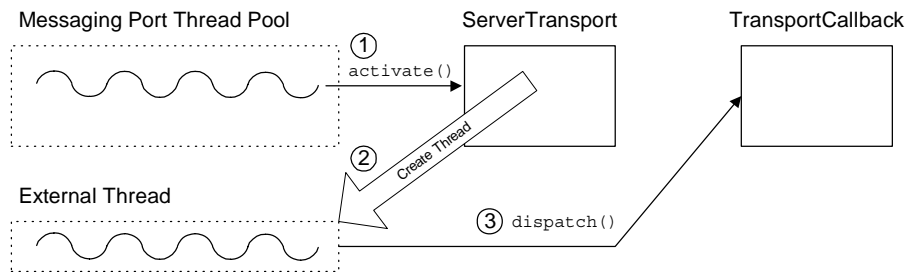 Messaging Port Thread Pool
ServerTransport
TransportCallback
1
activate()
2
Create Thread
External Thread
3 dispatch()